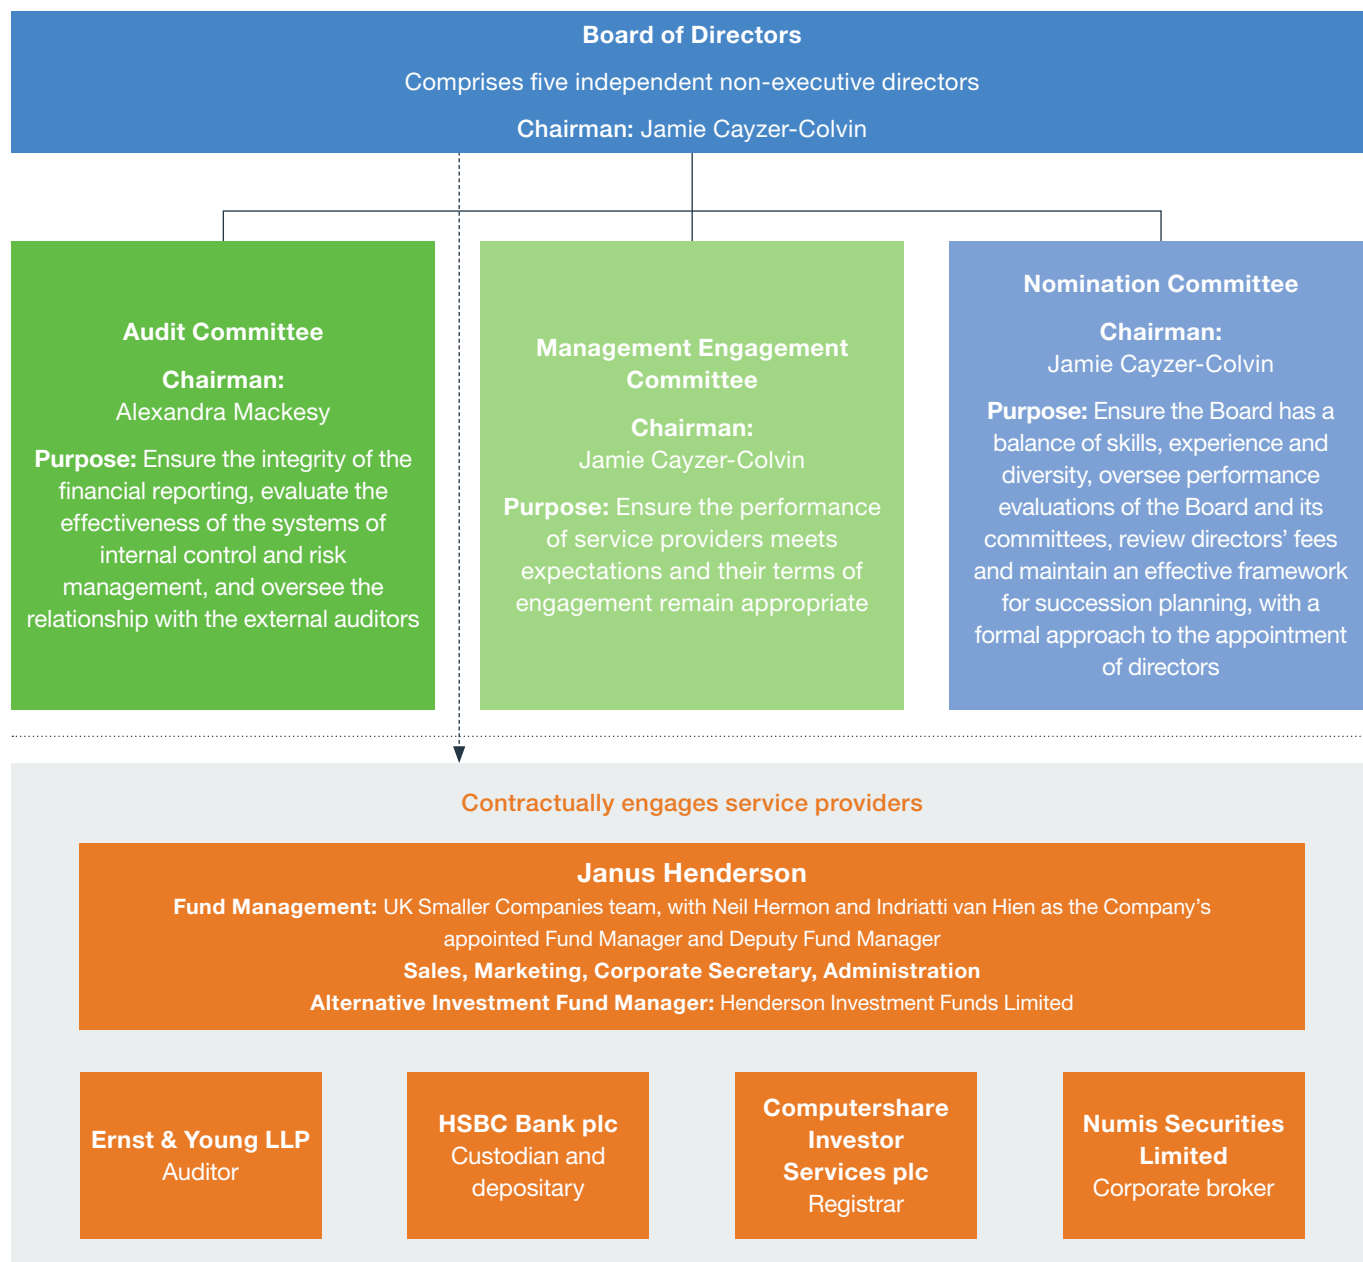 Board of Directors
Comprises five independent non-executive directors
Chairman: Jamie Cayzer-Colvin
Audit Committee
Chairman:
Alexandra Mackesy
Purpose: Ensure the integrity of the
financial reporting, evaluate the
effectiveness of the systems of
internal control and risk
management, and oversee the
relationship with the external auditors
Management Engagement
Committee
Chairman:
Jamie Cayzer-Colvin
Purpose: Ensure the performance
of service providers meets
expectations and their terms of
engagement remain appropriate
Nomination Committee
Chairman:
Jamie Cayzer-Colvin
Purpose: Ensure the Board has a
balance of skills, experience and
diversity, oversee performance
evaluations of the Board and its
committees, review directors’ fees
and maintain an effective framework
for succession planning, with a
formal approach to the appointment
of directors
Contractually engages service providers
Janus Henderson
Fund Management: UK Smaller Companies team, with Neil Hermon and Indriatti van Hien as the Company’s
appointed Fund Manager and Deputy Fund Manager
Sales, Marketing, Corporate Secretary, Administration
Alternative Investment Fund Manager: Henderson Investment Funds Limited
Ernst & Young LLP
Auditor
HSBC Bank plc
Custodian and
depositary
Computershare
Investor
Services plc
Registrar
Numis Securities
Limited
Corporate broker